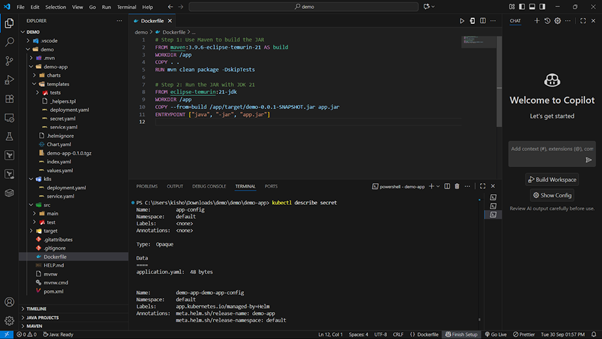 File Edit Selection View Go Run Terminal Help
demo
EXPLORER
DEMO
.vscode
demo
.mvn
demo-app
charts
templates
tests
_helpers.tpl
deployment.yaml
secret.yaml
service.yaml
.helmignore
Chart.yaml
demo-app-0.1.0.tgz
index.yaml
values.yaml
k8s
deployment.yaml
service.yaml
src
main
test
target
.gitattributes
.gitignore
Dockerfile
HELP.md
mvnw
mvnw.cmd
pom.xml
TIMELINE
JAVA PROJECTS
MAVEN
Dockerfile
demo > Dockerfile > ...
1 # Step 1: Use Maven to build the JAR
2 FROM maven:3.9.6-eclipse-temurin-21 AS build
3 WORKDIR /app
4 COPY . .
5 RUN mvn clean package -DskipTests
6
7 # Step 2: Run the JAR with JDK 21
8 FROM eclipse-temurin:21-jdk
9 WORKDIR /app
10 COPY --from=build /app/target/demo-0.0.1-SNAPSHOT.jar app.jar
11 ENTRYPOINT ["java", "-jar", "app.jar"]
12
PROBLEMS OUTPUT DEBUG CONSOLE TERMINAL PORTS
powershell - demo-app
PS C:\Users\kisho\Downloads\demo\demo\demo-app> kubectl describe secret
Name: app-config
Namespace: default
Labels: <none>
Annotations: <none>
Type: Opaque
Data
====
application.yaml: 48 bytes
Name: demo-app-demo-app-config
Namespace: default
Labels: app.kubernetes.io/managed-by=Helm
Annotations: meta.helm.sh/release-name: demo-app
meta.helm.sh/release-namespace: default
CHAT
Welcome to Copilot
Let's get started
Add context (#), extensions (@), com
Build Workspace
Show Config
Review AI output carefully before use.
0 0 Java: Ready
Ln 12, Col 1 Spaces: 4 UTF-8 CRLF Dockerfile Finish Setup Go Live Prettier Tue 30 Sep 01:57 PM